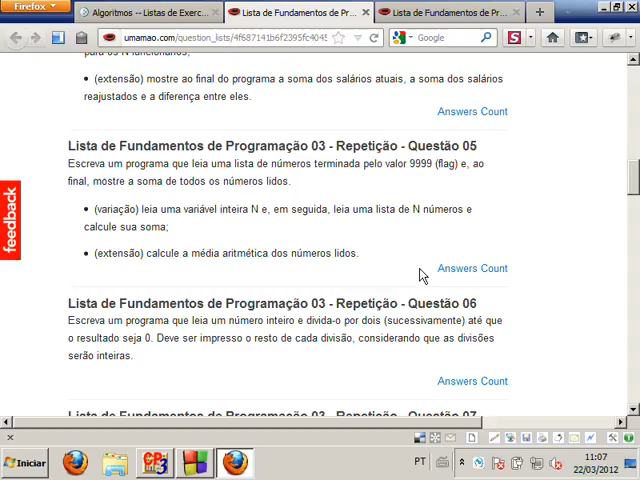 Firefox
Algoritmos -- Listas de Exerc...
Lista de Fundamentos de Pr...
Lista de Fundamentos de Pr...
umamao.com/question_lists/4f687141b6f2395fc4045
Google
para os N funcionários;
(extensão) mostre ao final do programa a soma dos salários atuais, a soma dos salários
reajustados e a diferença entre eles.
Answers Count
Lista de Fundamentos de Programação 03 - Repetição - Questão 05
Escreva um programa que leia uma lista de números terminada pelo valor 9999 (flag) e, ao
final, mostre a soma de todos os números lidos.
(variação) leia uma variável inteira N e, em seguida, leia uma lista de N números e
calcule sua soma;
(extensão) calcule a média aritmética dos números lidos.
Answers Count
feedback
Lista de Fundamentos de Programação 03 - Repetição - Questão 06
Escreva um programa que leia um número inteiro e divida-o por dois (sucessivamente) até que
o resultado seja 0. Deve ser impresso o resto de cada divisão, considerando que as divisões
serão inteiras.
Answers Count
Lista de Fundamentos de Programação 03 - Repetição - Questão 07
Iniciar
PT
11:07
22/03/2012